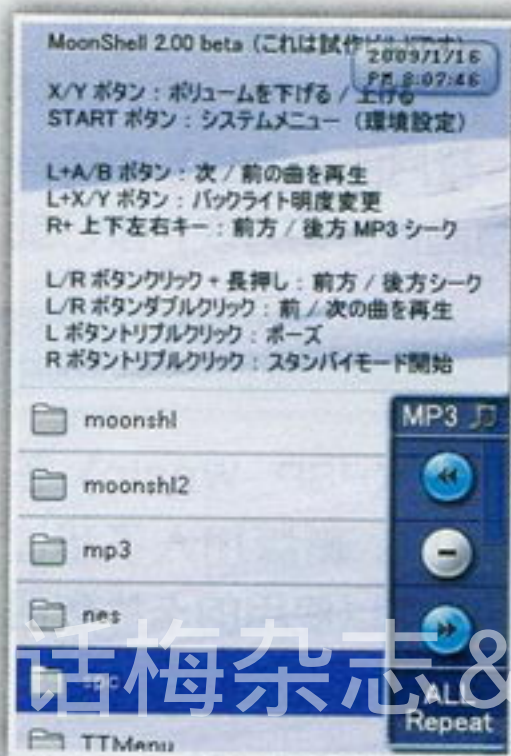 MoonShell 2.00 beta (これは試作
2009/1/16
PM 8:07:46
X/Y ボタン : ボリュームを下げる / 上げる
START ボタン : システムメニュー (環境設定)
L+A/B ボタン : 次 / 前の曲を再生
L+X/Y ボタン : バックライト明度変更
R+ 上下左右キー : 前方 / 後方 MP3 シーク
L/R ボタンクリック + 長押し : 前方 / 後方シーク
L/R ボタンダブルクリック : 前 / 次の曲を再生
L ボタントリプルクリック : ポーズ
R ボタントリプルクリック : スタンバイモード開始
moonshl
MP3
moonshl2
mp3
nes
TTMenu
ALL
Repeat
话梅杂志&